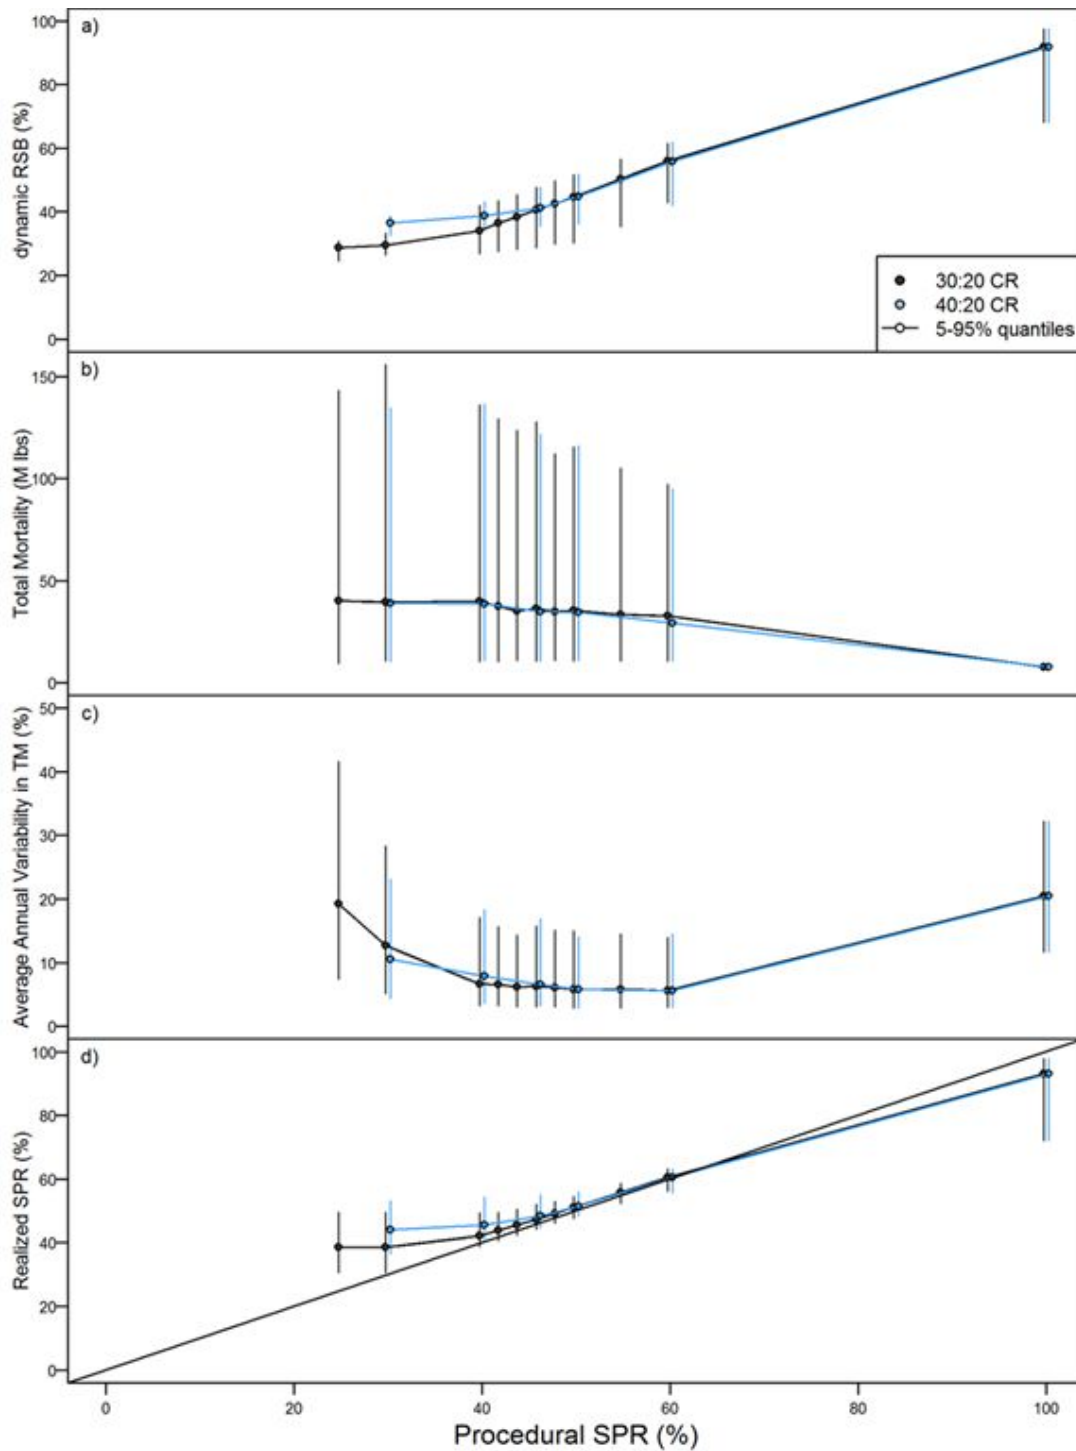 a)
dynamic RSB (%)
100
80
60
40
20
0
30:20 CR
40:20 CR
5-95% quantiles
b)
Total Mortality (M lbs)
150
100
50
0
c)
Average Annual Variability in TM (%)
50
40
30
20
10
0
d)
Realized SPR (%)
100
80
60
40
20
0
0 20 40 60 80 100
Procedural SPR (%)